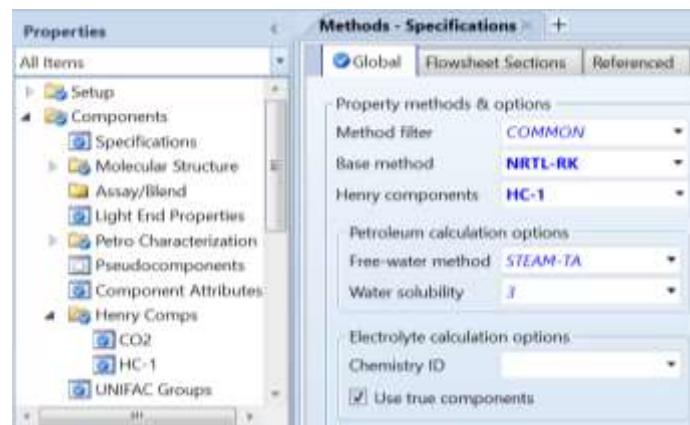 Properties
All Items
Setup
Components
Specifications
Molecular Structure
Assay/Blend
Light End Properties
Petro Characterization
Pseudocomponents
Component Attributes
Henry Comps
CO2
HC-1
UNIFAC Groups
Methods - Specifications
Global Flowsheet Sections Referenced
Property methods & options
Method filter COMMON
Base method NRTL-RK
Henry components HC-1
Petroleum calculation options
Free-water method STEAM-TA
Water solubility 3
Electrolyte calculation options
Chemistry ID
Use true components